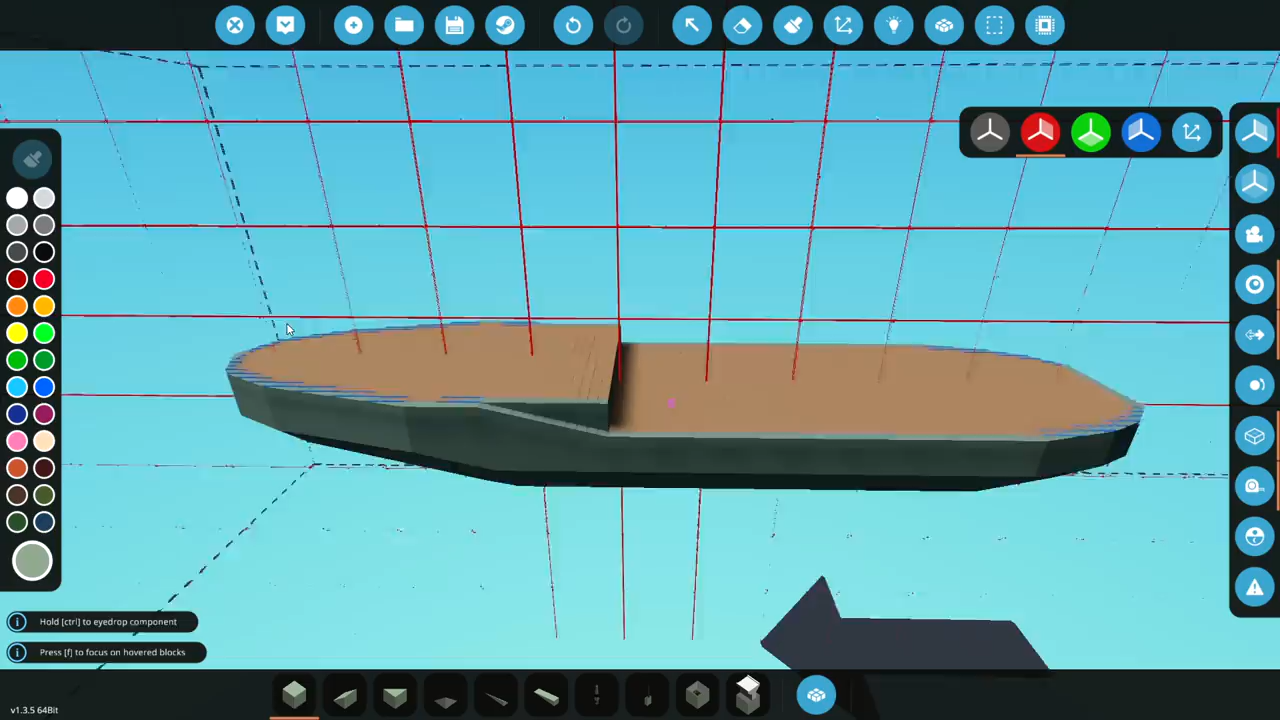 Hold [ctrl] to eyedrop component
Press [f] to focus on hovered blocks
v1.3.5 64Bit